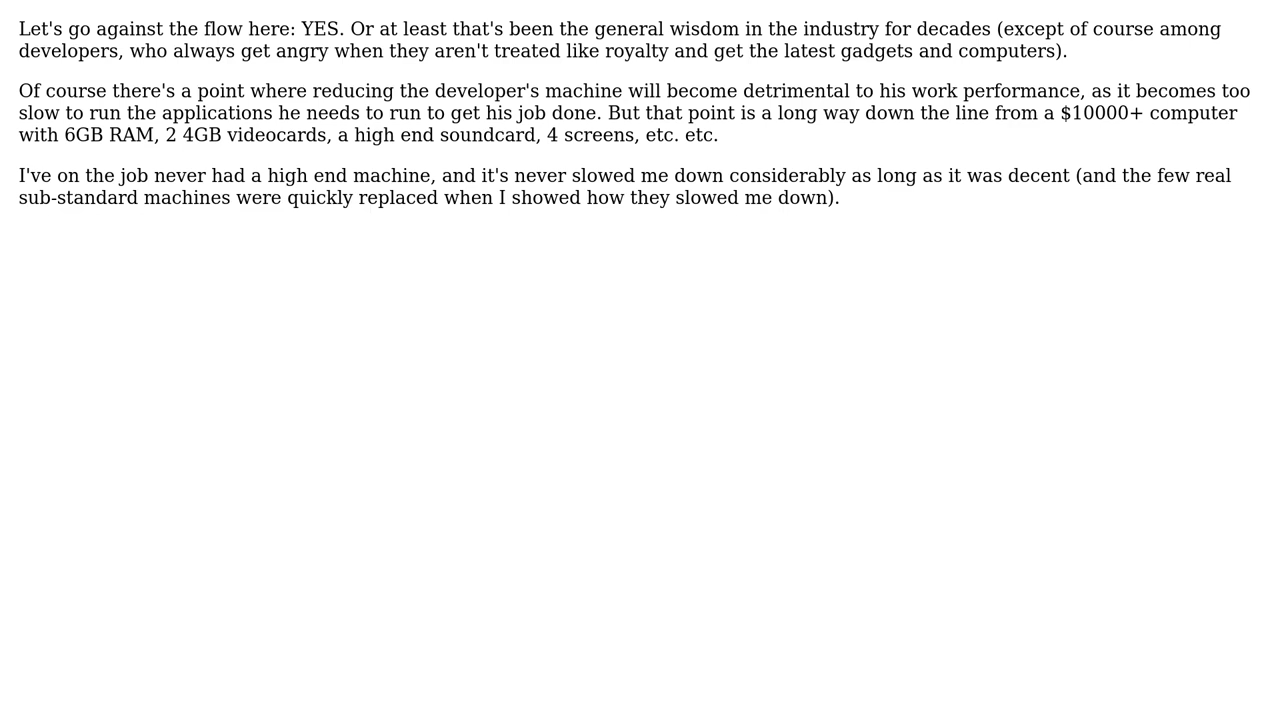 Let's go against the flow here: YES. Or at least that's been the general wisdom in the industry for decades (except of course among
developers, who always get angry when they aren't treated like royalty and get the latest gadgets and computers).
Of course there's a point where reducing the developer's machine will become detrimental to his work performance, as it becomes too
slow to run the applications he needs to run to get his job done. But that point is a long way down the line from a $10000+ computer
with 6GB RAM, 2 4GB videocards, a high end soundcard, 4 screens, etc. etc.
I've on the job never had a high end machine, and it's never slowed me down considerably as long as it was decent (and the few real
sub-standard machines were quickly replaced when I showed how they slowed me down).